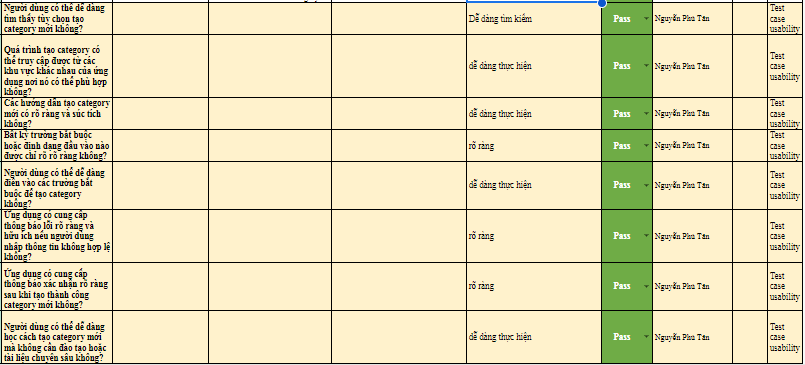 Người dùng có thể dễ dàng
tìm thấy tùy chọn tạo
category mới không?
Dễ dàng tìm kiếm
Pass
Nguyễn Phú Tân
Test
case
usability
Quá trình tạo category có
thể truy cập được từ các
khu vực khác nhau của ứng
dụng nơi nó có thể phù hợp
không?
dễ dàng thực hiện
Pass
Nguyễn Phú Tân
Test
case
usability
Các hướng dẫn tạo category
mới có rõ ràng và súc tích
không?
dễ dàng thực hiện
Pass
Nguyễn Phú Tân
Test
case
usability
Bất kỳ trường bắt buộc
hoặc định dạng đầu vào nào
được chỉ rõ rõ ràng không?
rõ ràng
Pass
Nguyễn Phú Tân
Test
case
usability
Người dùng có thể dễ dàng
điền vào các trường bắt
buộc để tạo category
không?
dễ dàng thực hiện
Pass
Nguyễn Phú Tân
Test
case
usability
Ứng dụng có cung cấp
thông báo lỗi rõ ràng và
hữu ích nếu người dùng
nhập thông tin không hợp lệ
không?
rõ ràng
Pass
Nguyễn Phú Tân
Test
case
usability
Ứng dụng có cung cấp
thông báo xác nhận rõ ràng
sau khi tạo thành công
category mới không?
rõ ràng
Pass
Nguyễn Phú Tân
Test
case
usability
Người dùng có thể dễ dàng
học cách tạo category mới
mà không cần đào tạo hoặc
tài liệu chuyên sâu không?
dễ dàng thực hiện
Pass
Nguyễn Phú Tân
Test
case
usability